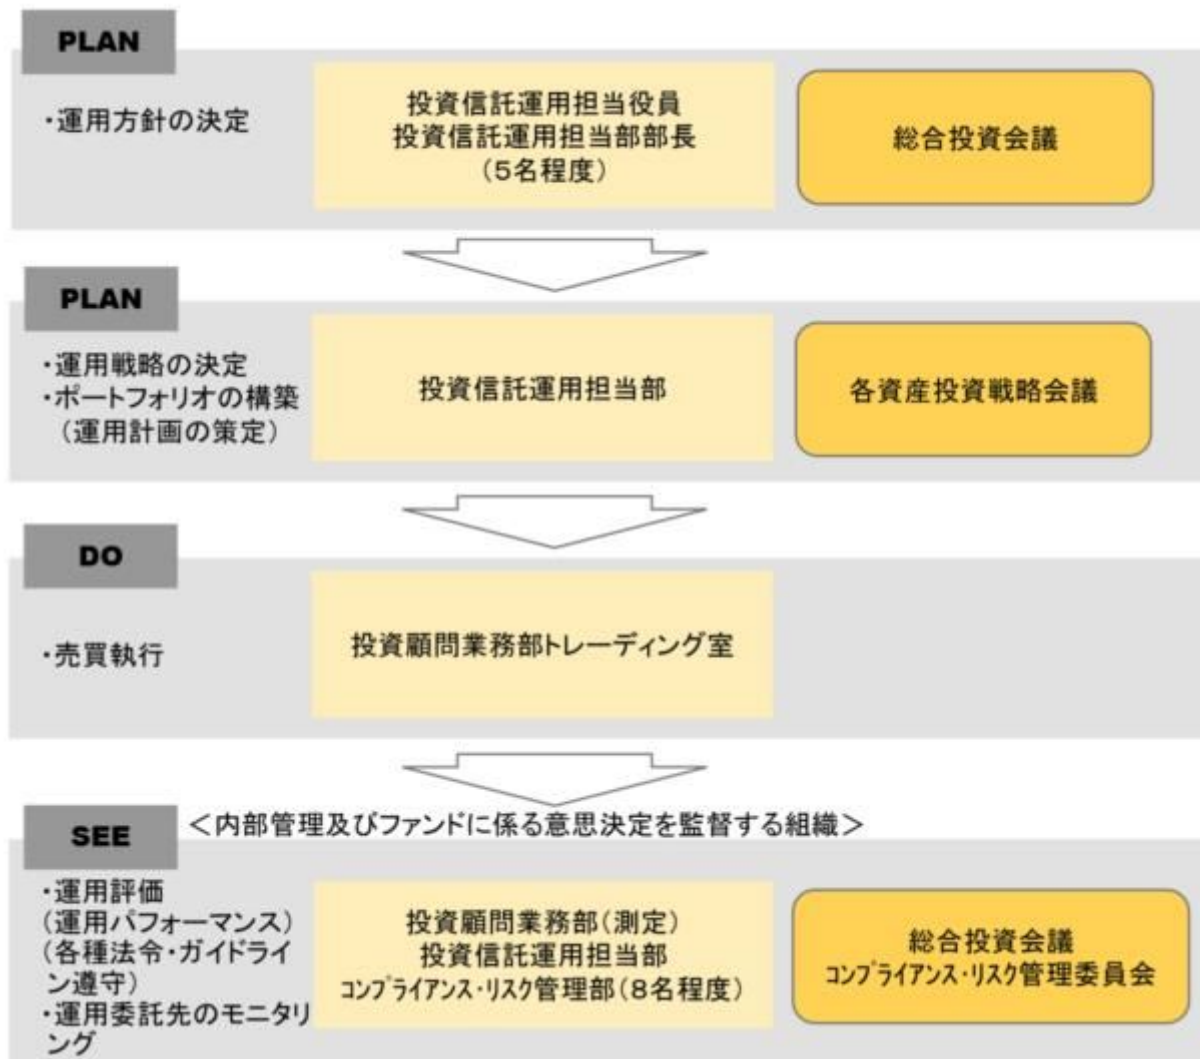 PLAN
・運用方針の決定
投資信託運用担当役員
投資信託運用担当部部長
(5名程度)
総合投資会議
PLAN
・運用戦略の決定
・ポートフォリオの構築
(運用計画の策定)
投資信託運用担当部
各資産投資戦略会議
DO
・売買執行
投資顧問業務部トレーディング室
SEE
<内部管理及びファンドに係る意思決定を監督する組織>
・運用評価
(運用パフォーマンス)
(各種法令・ガイドライ
ン遵守)
・運用委託先のモニタリ
ング
投資顧問業務部(測定)
投資信託運用担当部
コンプライアンス・リスク管理部(8名程度)
総合投資会議
コンプライアンス・リスク管理委員会